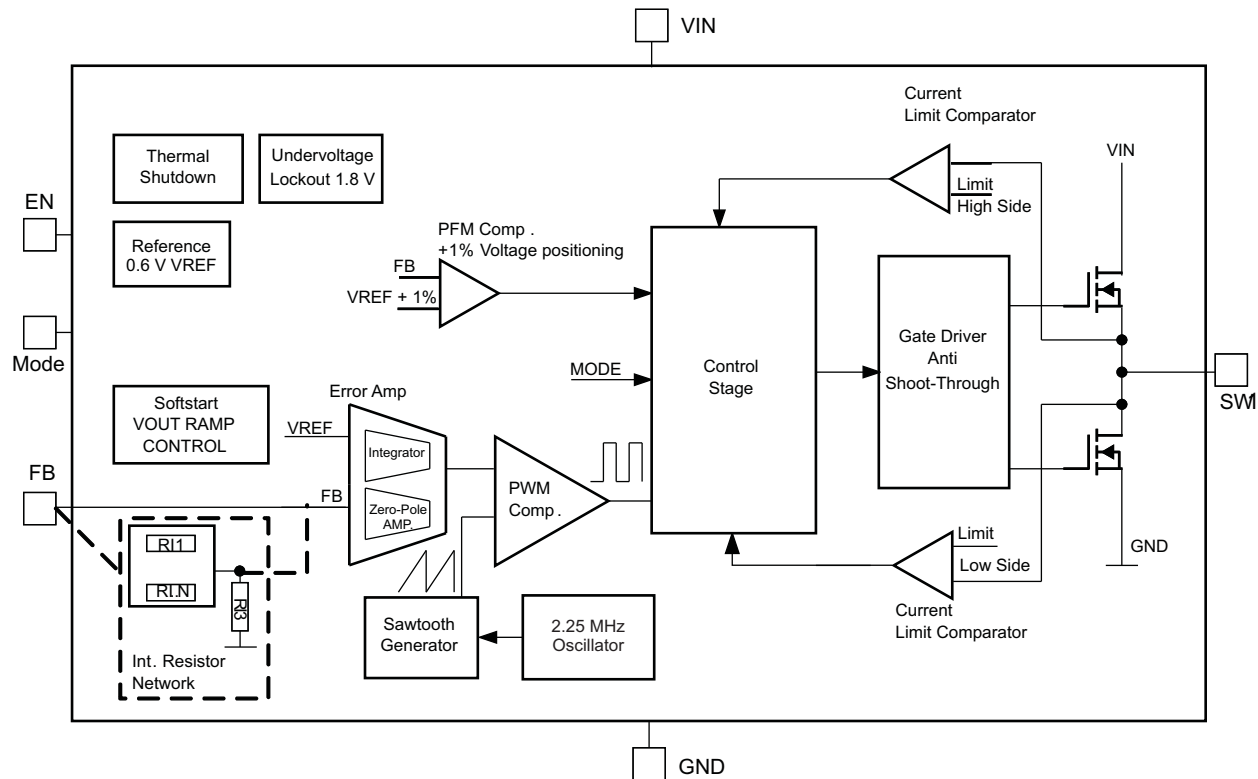 VIN
Current
Limit Comparator
Thermal
Shutdown
Undervoltage
Lockout 1.8 V
VIN
Limit
High Side
EN
Reference
0.6 V VREF
PFM Comp .
+1% Voltage positioning
FB
VREF + 1%
Mode
MODE
Control
Stage
Gate Driver
Anti
Shoot-Through
SW1
Softstart
VOUT RAMP
CONTROL
Error Amp
VREF
Integrator
FB
FB
Zero-Pole
AMP.
PWM
Comp .
RI1
RI..N
RI3
Int. Resistor
Network
Sawtooth
Generator
2.25 MHz
Oscillator
Limit
Low Side
Current
Limit Comparator
GND
GND